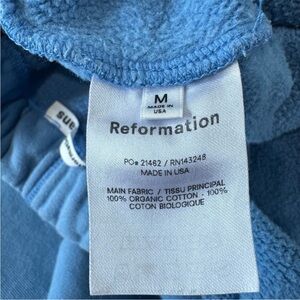 M
MADE IN
USA
Reformation
PO# 21462 / RN143248
MADE IN USA
MAIN FABRIC / TISSU PRINCIPAL
100% ORGANIC COTTON - 100%
COTON BIOLOGIQUE